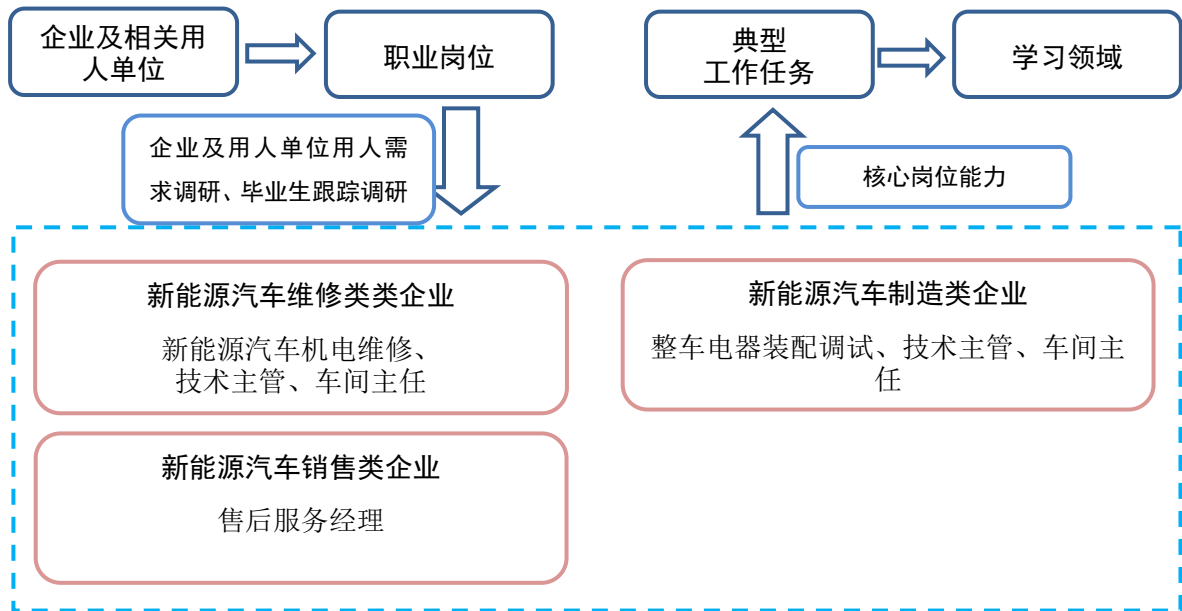 企业及相关用
人单位
职业岗位
典型
工作任务
学习领域
企业及用人单位用人需
求调研、毕业生跟踪调研
核心岗位能力
新能源汽车维修类类企业
新能源汽车机电维修、
技术主管、车间主任
新能源汽车制造类企业
整车电器装配调试、技术主管、车间主
任
新能源汽车销售类企业
售后服务经理